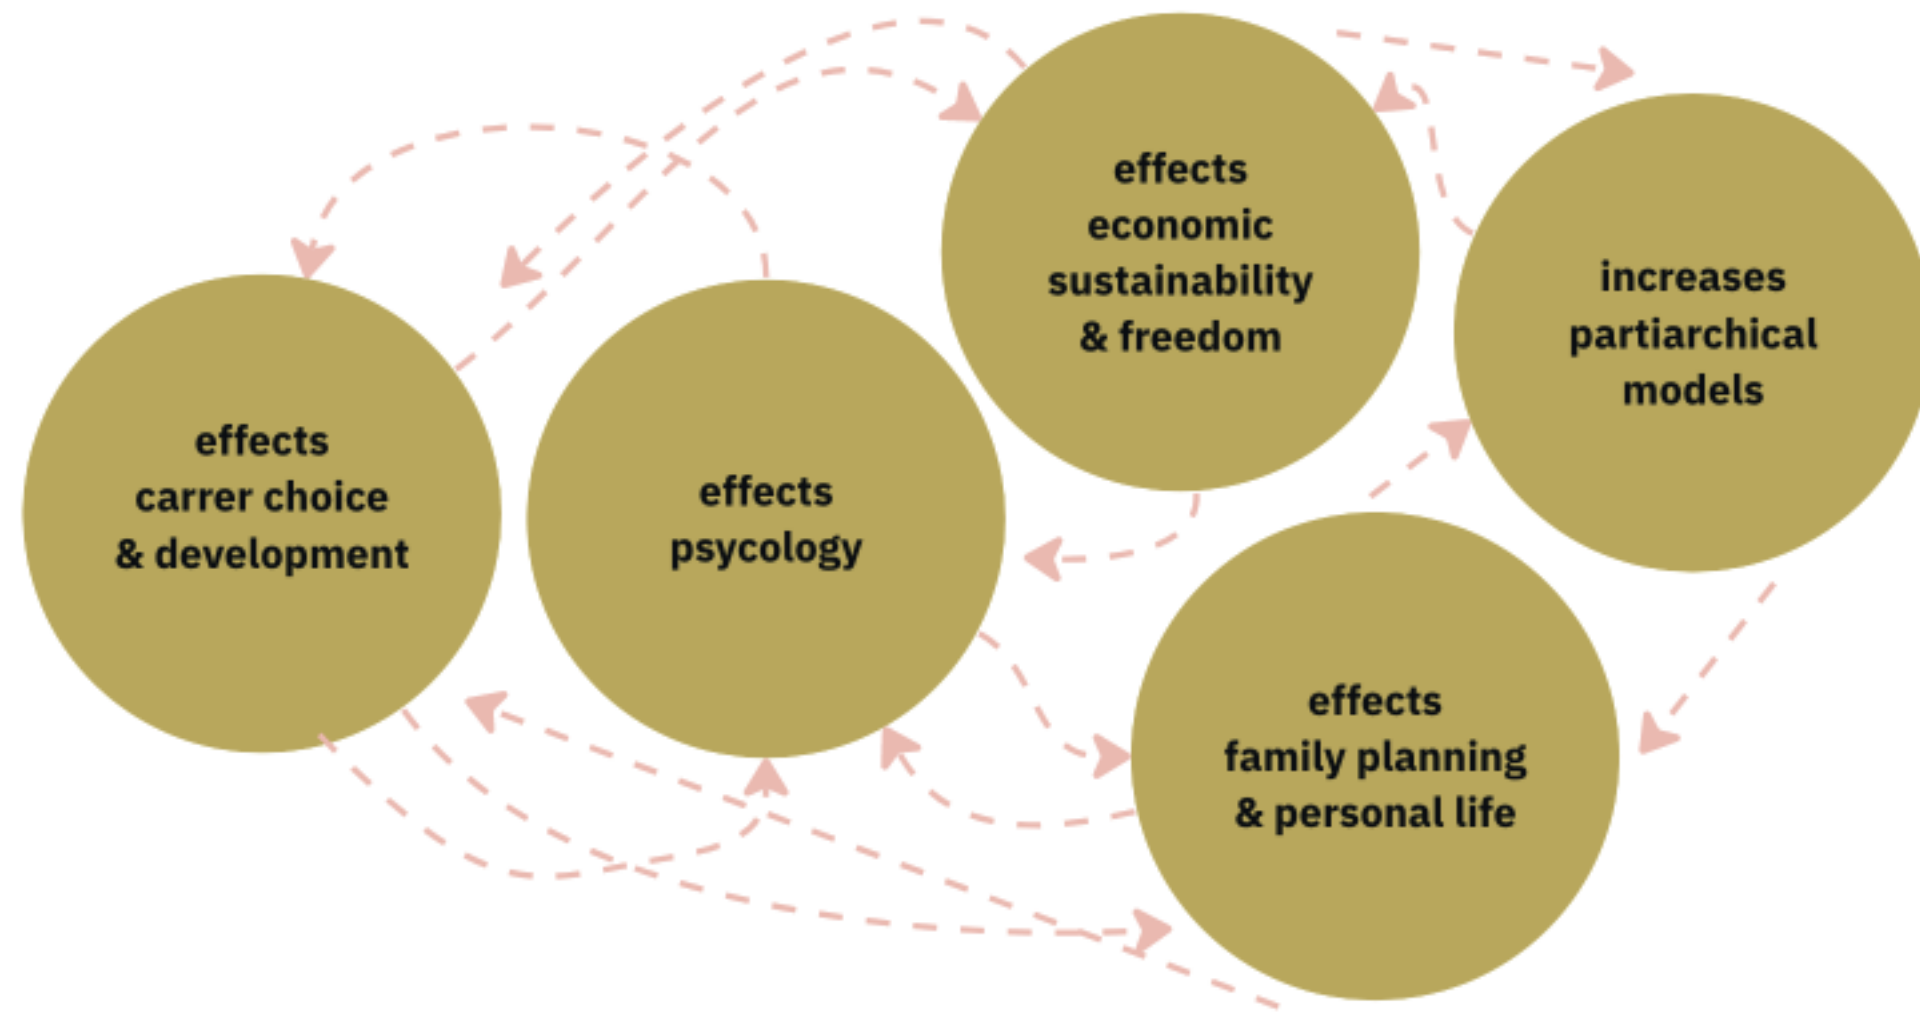 effects
carrer choice
& development
effects
psycology
effects
economic
sustainability
& freedom
increases
partiarchical
models
effects
family planning
& personal life